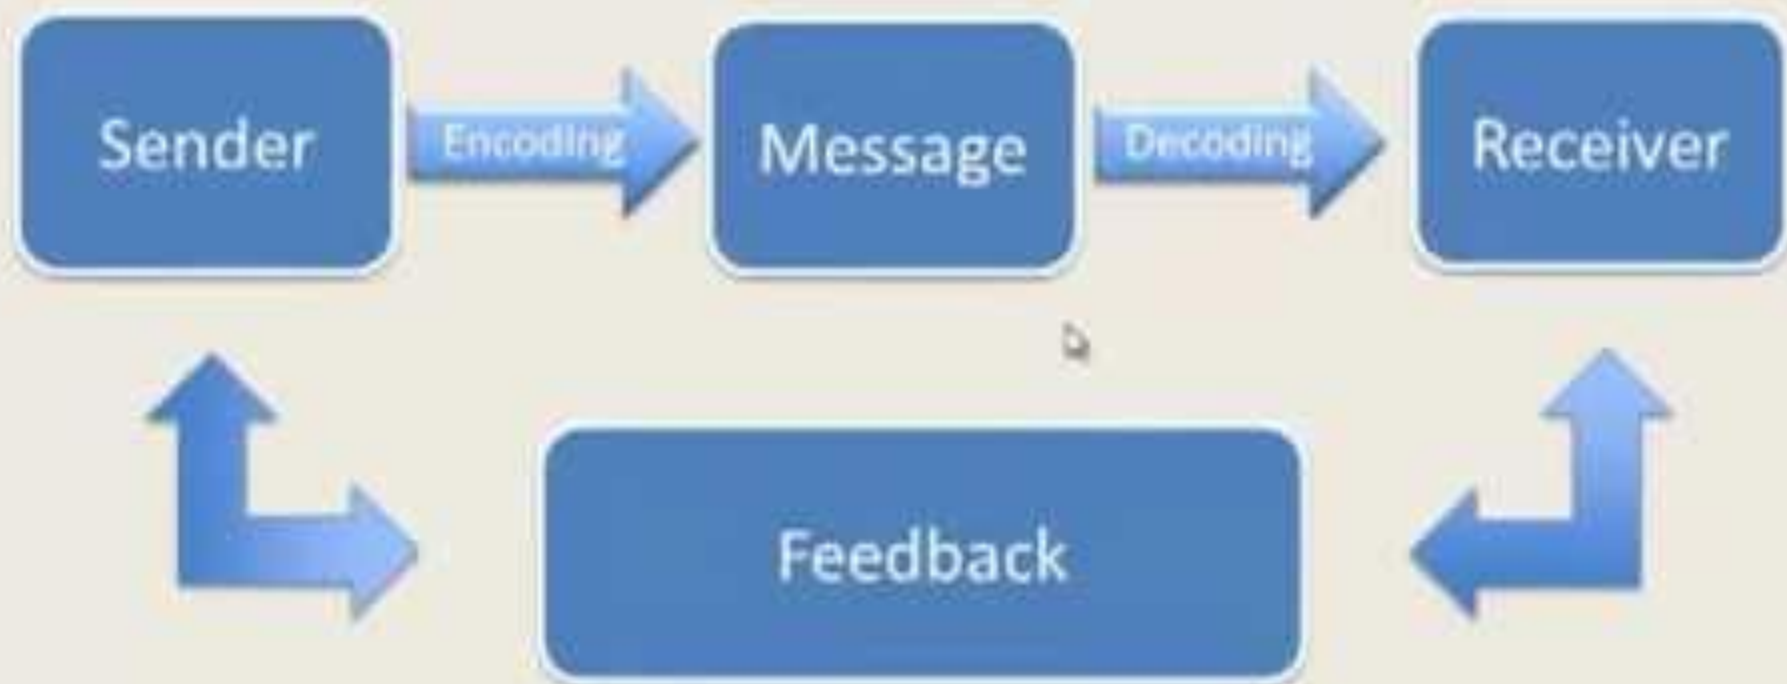 Sender
Encoding
Message
Decoding
Receiver
Feedback